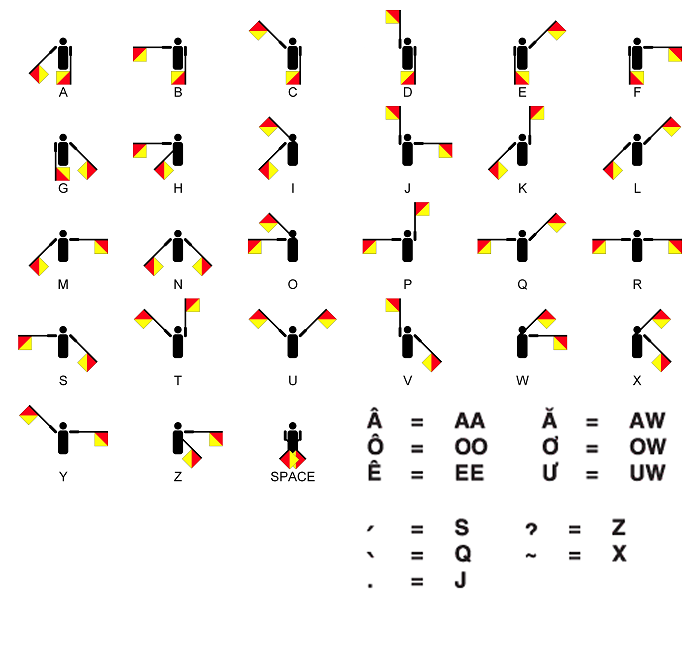 A B C D E F
G H I J K L
M N O P Q R
S T U V W X
Y Z SPACE
Â = AA Ă = AW
Ô = OO Ơ = OW
Ê = EE Ư = UW
ˊ = S ? = Z
ˋ = Q ~ = X
. = J